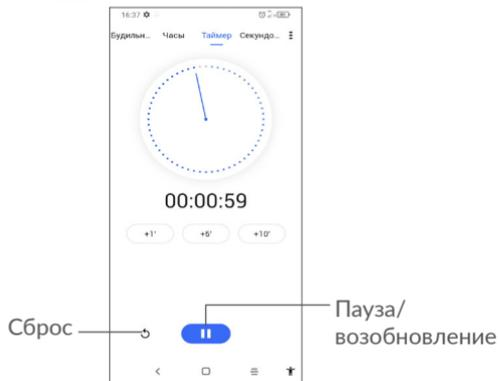 16:37
Будильн... Часы Таймер Секундо...
00:00:59
+1' +5' +10'
Сброс
Пауза/
возобновление